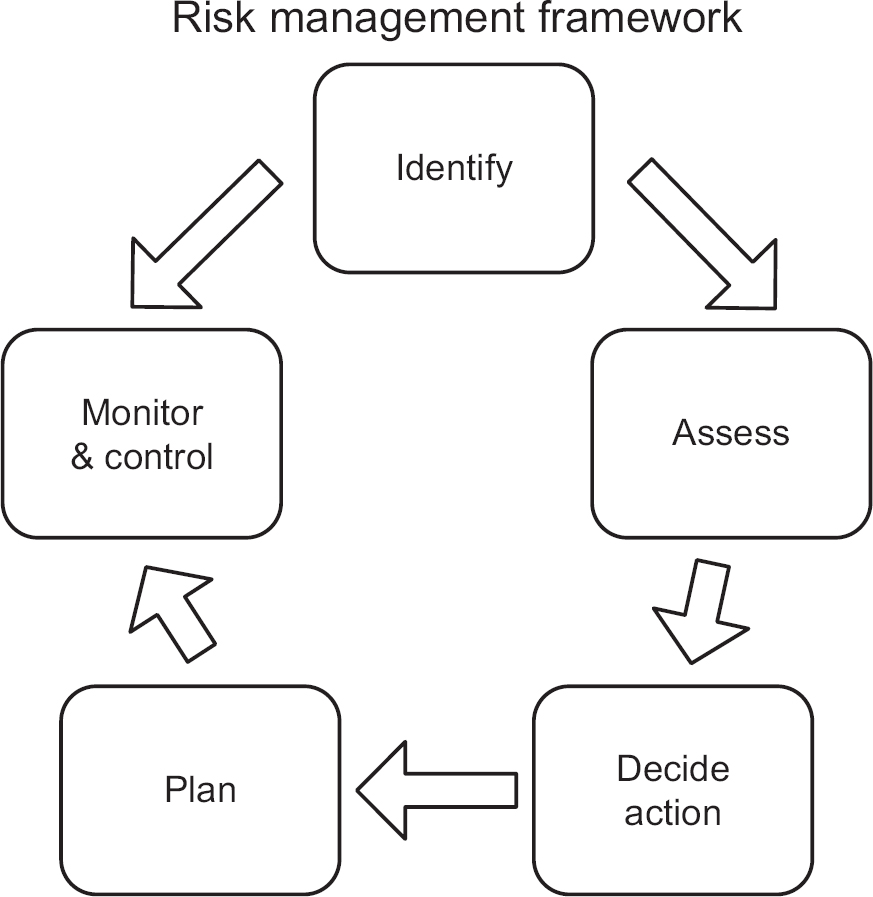 Risk management framework
Identify
Assess
Decide
action
Plan
Monitor
& control